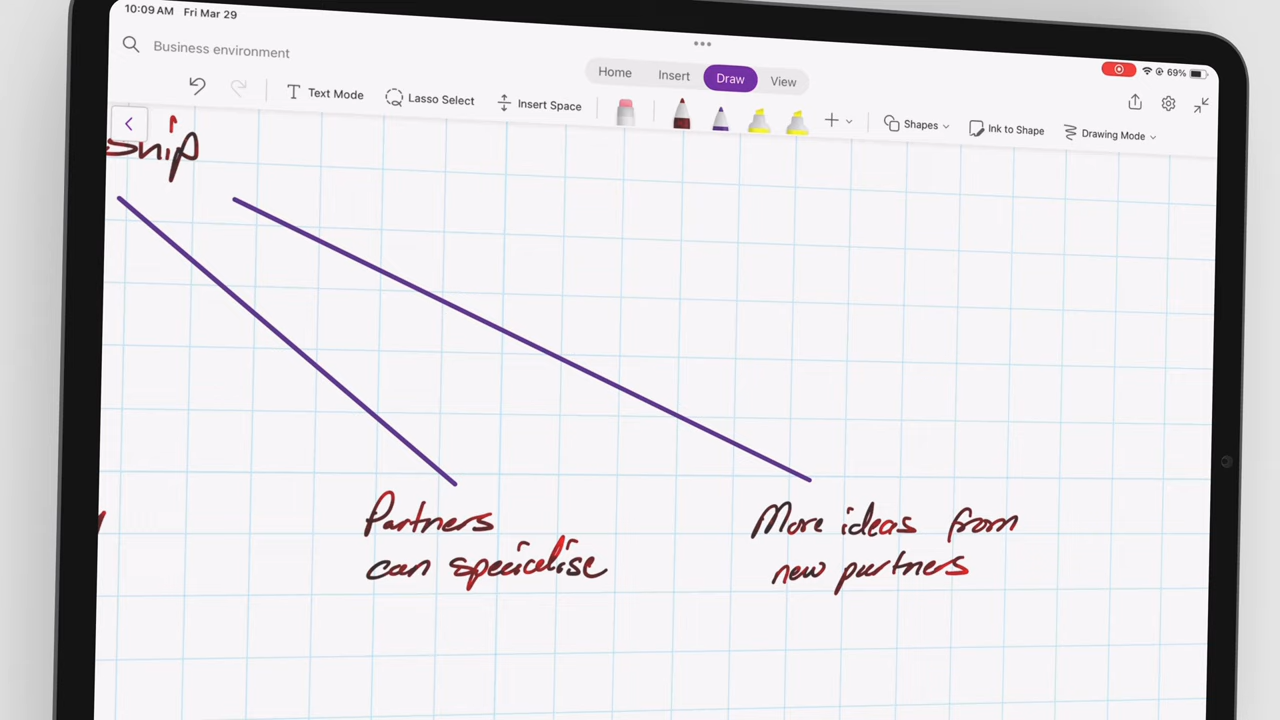 10:09 AM Fri Mar 29
69%
Business environment
Home Insert Draw View
Text Mode Lasso Select Insert Space Shapes Ink to Shape Drawing Mode
ship
Partners
can specialise
More ideas from
new partners